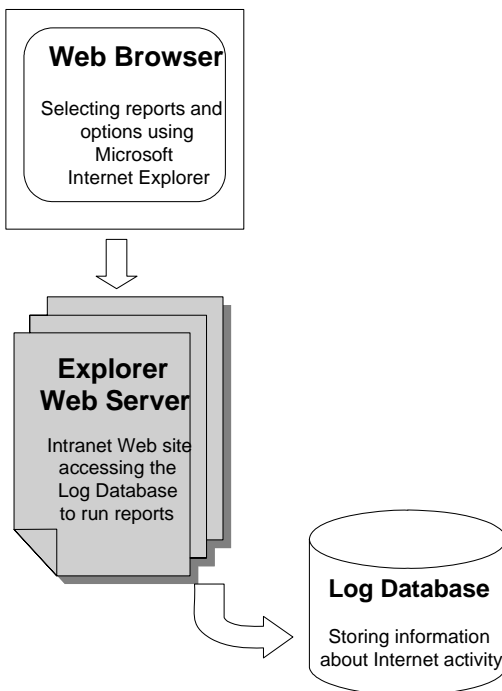 Web Browser
Selecting reports and
options using
Microsoft
Internet Explorer
Explorer
Web Server
Intranet Web site
accessing the
Log Database
to run reports
Log Database
Storing information
about Internet activity